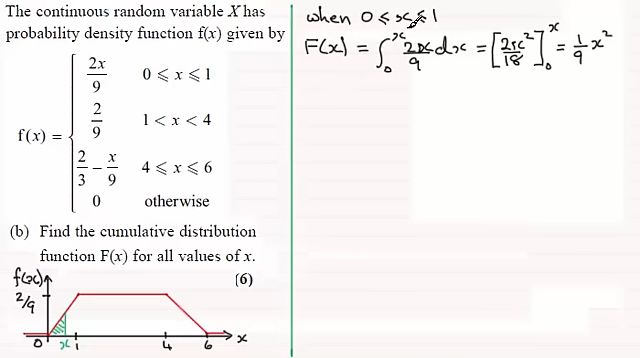 The continuous random variable X has
probability density function f(x) given by
f(x) = { 2x/9   0 ⩽ x ⩽ 1
2/9   1 < x < 4
2/3 − x/9   4 ⩽ x ⩽ 6
0   otherwise
(b) Find the cumulative distribution
function F(x) for all values of x.
(6)
f(x)
2/9
0 x 1 4 6 x
when 0 ⩽ x ⩽ 1
F(x) = ∫₀ˣ 2x/9 dx = [2x²/18]₀ˣ = 1/9 x²